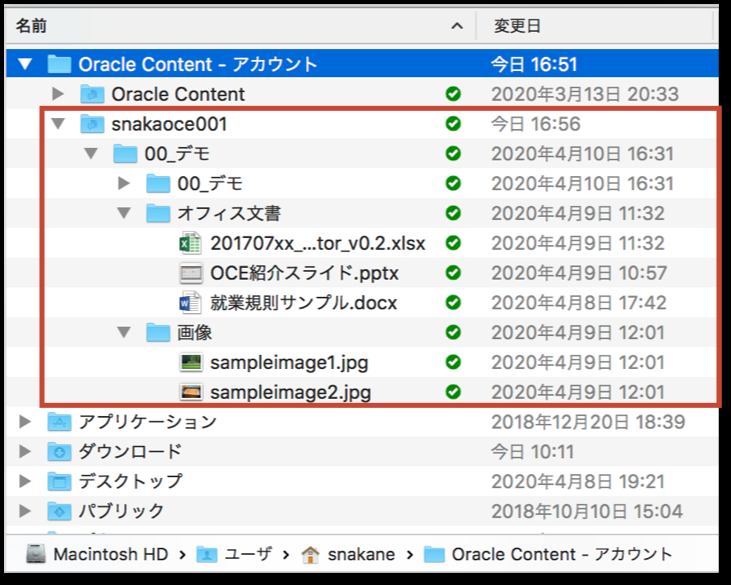 名前 変更日
Oracle Content - アカウント 今日 16:51
Oracle Content 2020年3月13日 20:33
snakaoce001 今日 16:56
00_デモ 2020年4月10日 16:31
00_デモ 2020年4月10日 16:31
オフィス文書 2020年4月9日 11:32
201707xx_...tor_v0.2.xlsx 2020年4月9日 11:32
OCE紹介スライド.pptx 2020年4月9日 10:57
就業規則サンプル.docx 2020年4月8日 17:42
画像 2020年4月9日 12:01
sampleimage1.jpg 2020年4月9日 12:01
sampleimage2.jpg 2020年4月9日 12:01
アプリケーション 2018年12月20日 18:39
ダウンロード 今日 10:11
デスクトップ 2020年4月8日 19:21
パブリック 2018年10月10日 15:04
Macintosh HD › ユーザ › snakane › Oracle Content - アカウント